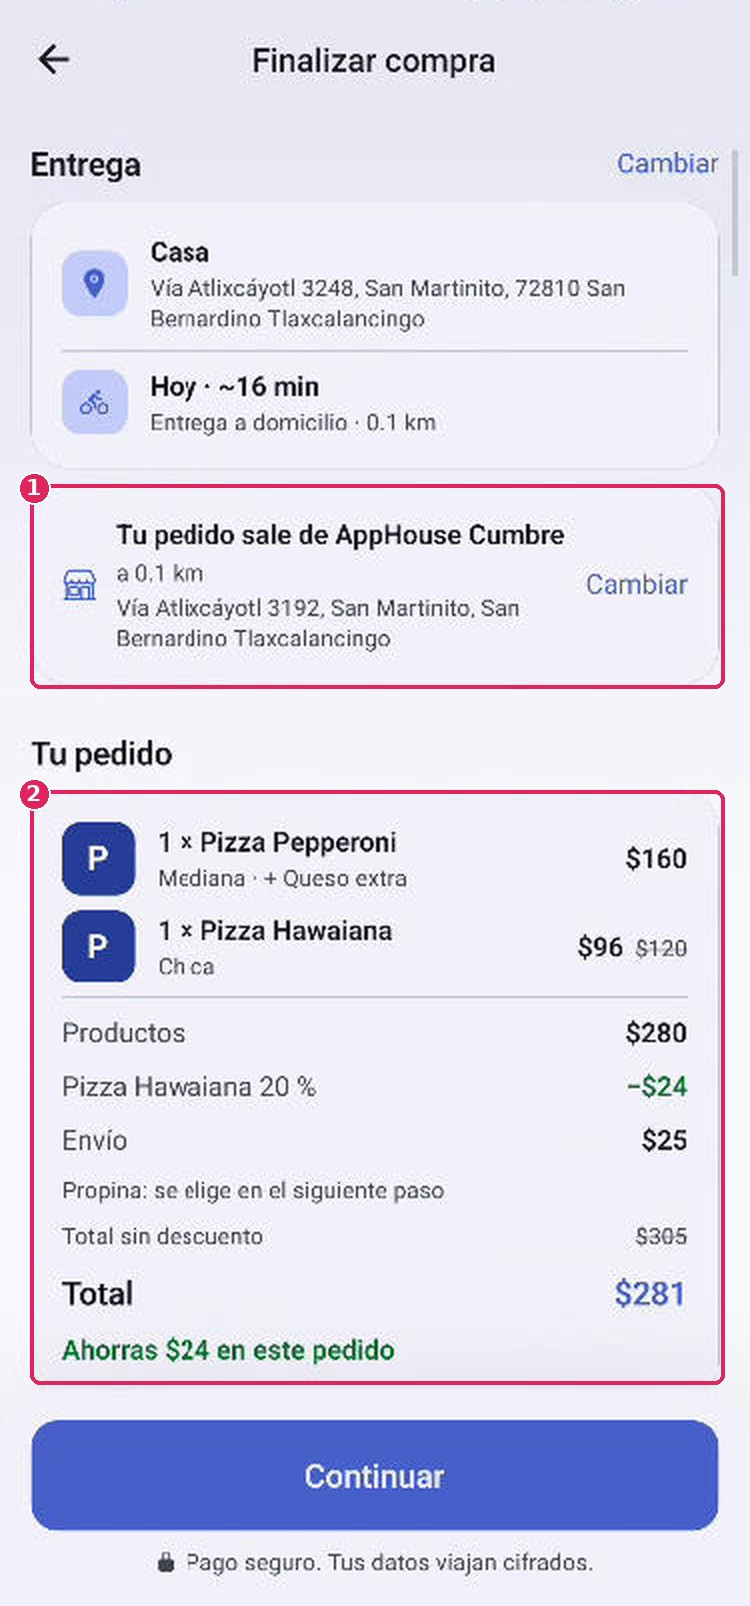 Finalizar compra
Entrega
Cambiar
Casa
Vía Atlixcáyotl 3248, San Martinito, 72810 San
Bernardino Tlaxcalancingo
Hoy · ~16 min
Entrega a domicilio · 0.1 km
1
Tu pedido sale de AppHouse Cumbre
a 0.1 km
Vía Atlixcáyotl 3192, San Martinito, San
Bernardino Tlaxcalancingo
Cambiar
Tu pedido
2
P
1 × Pizza Pepperoni
Mediana · + Queso extra
$160
P
1 × Pizza Hawaiana
Chica
$96 $120
Productos $280
Pizza Hawaiana 20 % −$24
Envío $25
Propina: se elige en el siguiente paso
Total sin descuento $305
Total $281
Ahorras $24 en este pedido
Continuar
Pago seguro. Tus datos viajan cifrados.